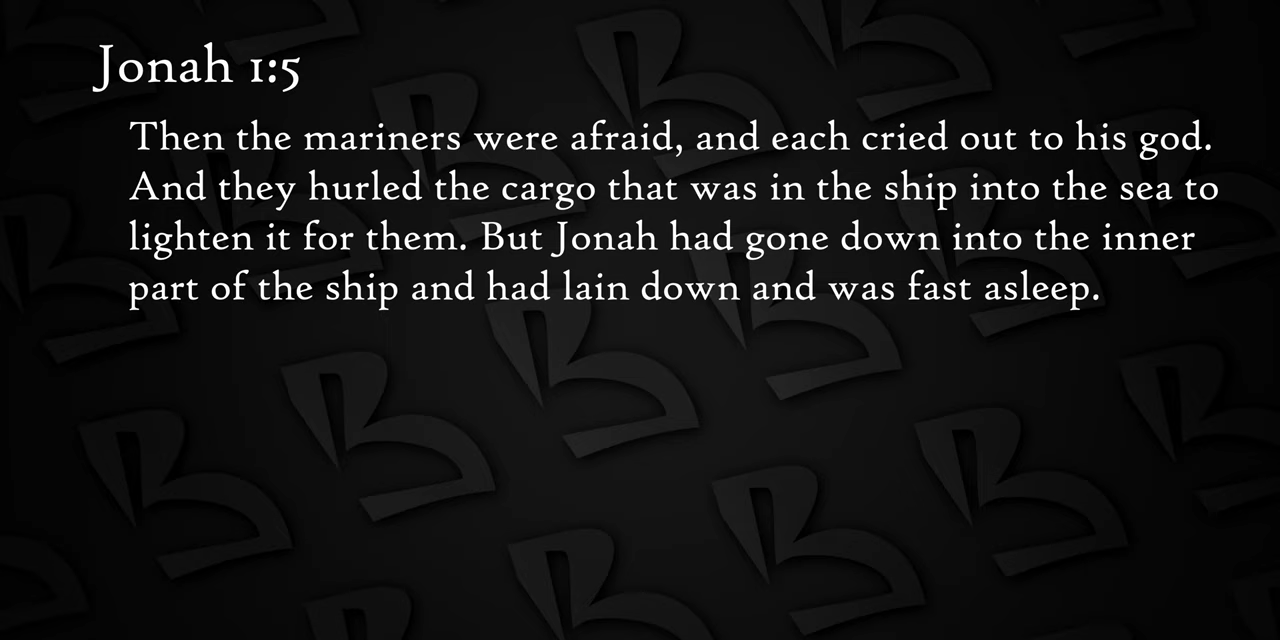 Jonah 1:5
Then the mariners were afraid, and each cried out to his god.
And they hurled the cargo that was in the ship into the sea to
lighten it for them. But Jonah had gone down into the inner
part of the ship and had lain down and was fast asleep.